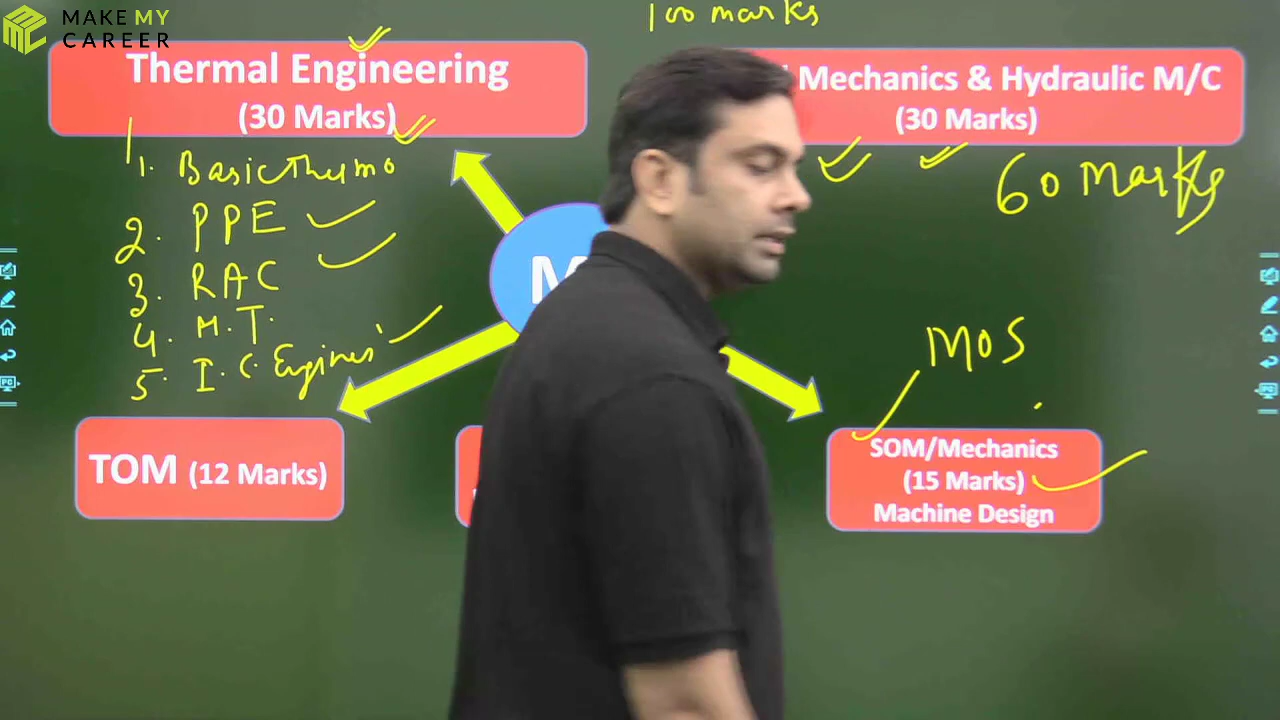 MAKE MY
CAREER
100 marks
Thermal Engineering
(30 Marks)
Mechanics & Hydraulic M/C
(30 Marks)
60 Marks
1. Basic thermo
2. PPE
3. RAC
4. H.T.
5. I.C. Engines
M
MOS
TOM (12 Marks)
SOM/Mechanics
(15 Marks)
Machine Design